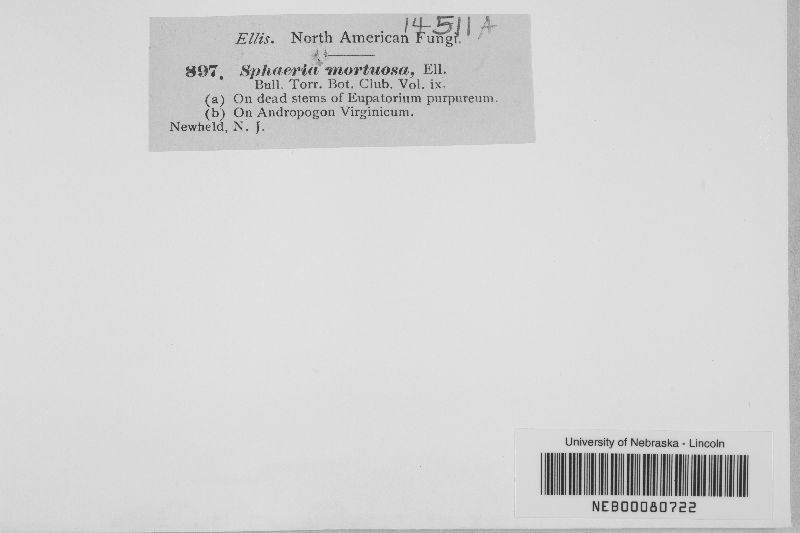 14511A
Ellis. North American Fungi.
897. Sphaeria mortuosa, Ell.
Bull. Torr. Bot. Club. Vol. ix.
(a) On dead stems of Eupatorium purpureum.
(b) On Andropogon Virginicum.
Newfield, N. J.
University of Nebraska - Lincoln
NEB00080722